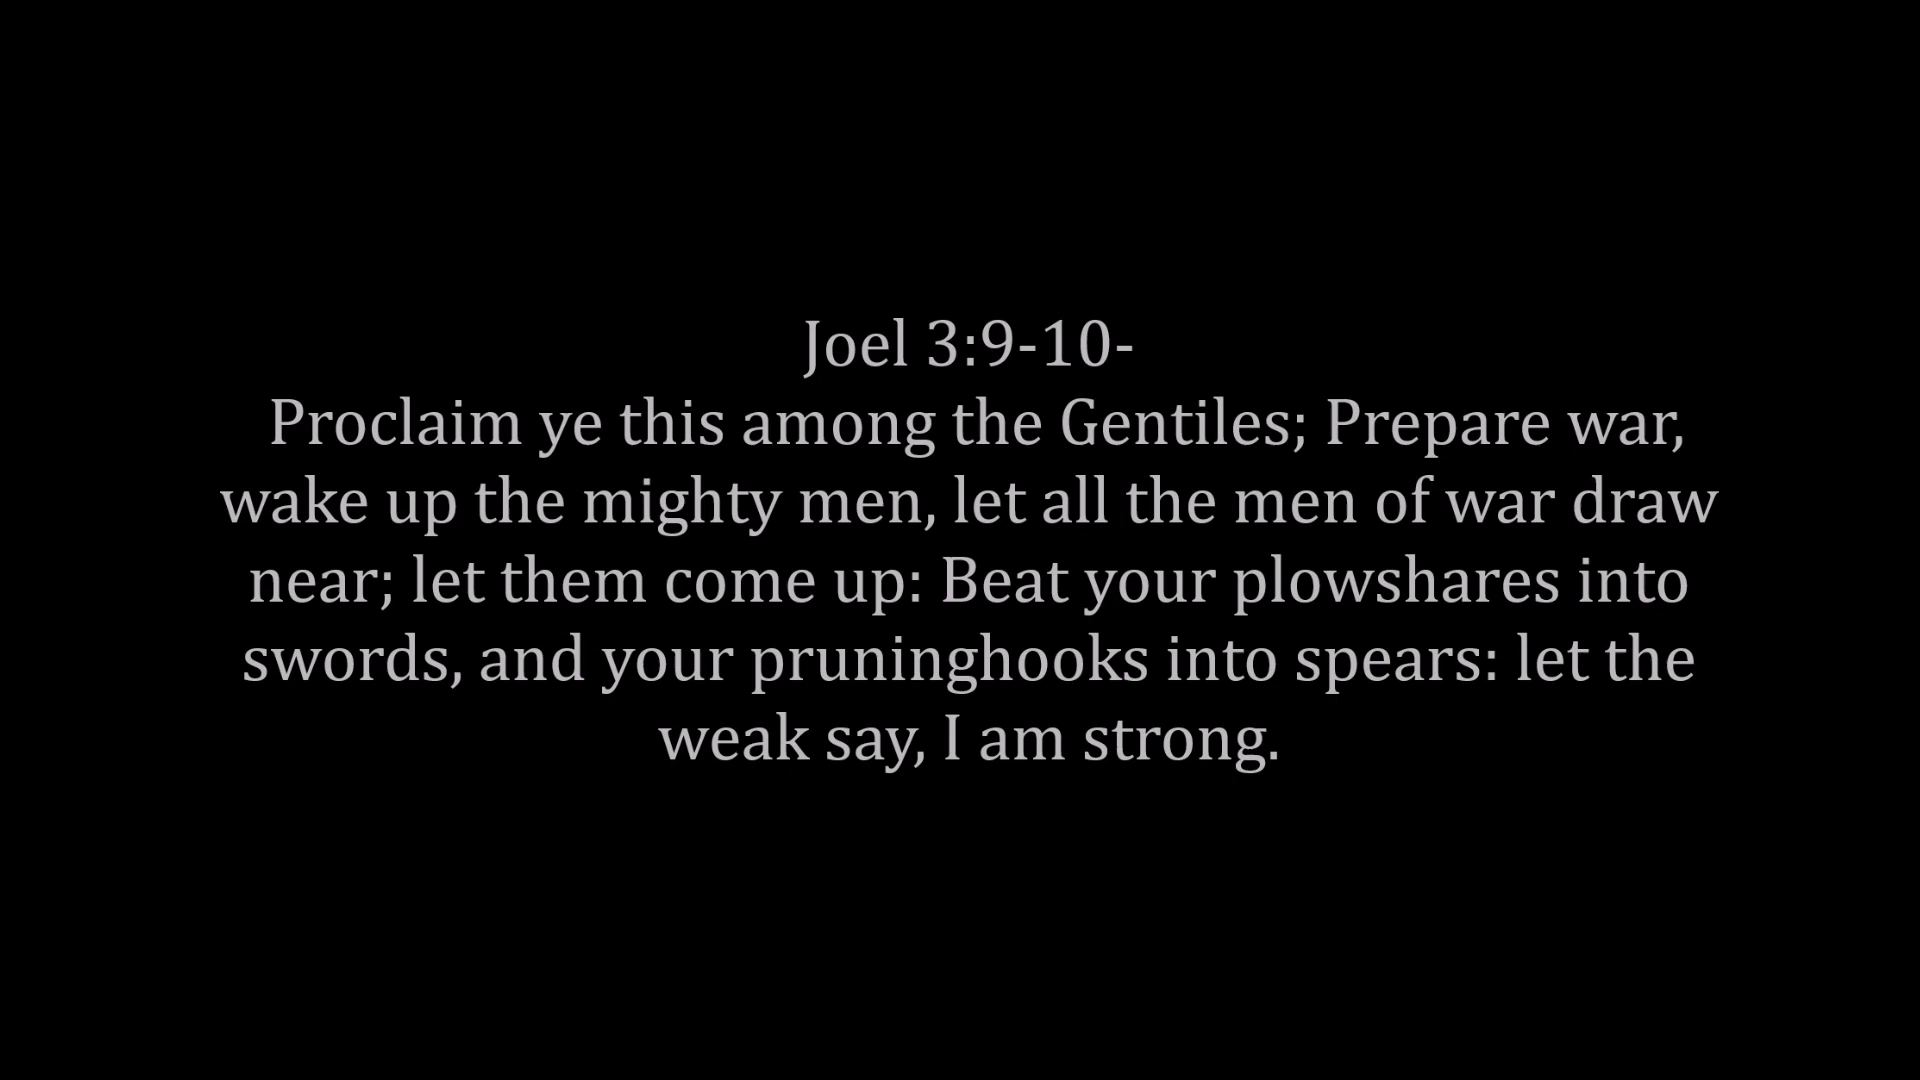 Joel 3:9-10-
Proclaim ye this among the Gentiles; Prepare war,
wake up the mighty men, let all the men of war draw
near; let them come up: Beat your plowshares into
swords, and your pruninghooks into spears: let the
weak say, I am strong.